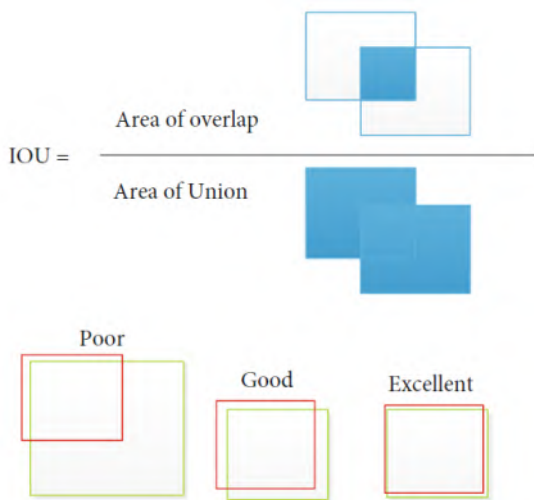 Area of overlap
IOU =
Area of Union
Poor
Good
Excellent